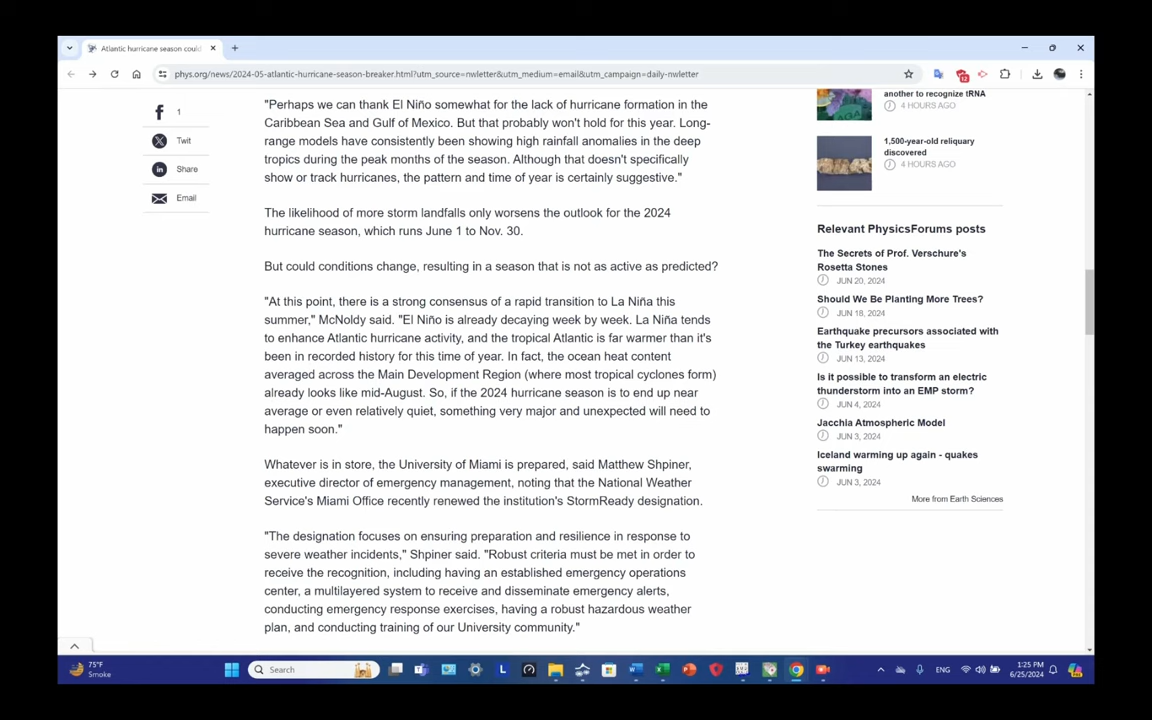 Atlantic hurricane season could
phys.org/news/2024-05-atlantic-hurricane-season-breaker.html?utm_source=nwletter&utm_medium=email&utm_campaign=daily-nwletter
12
1
Twit
Share
Email
"Perhaps we can thank El Niño somewhat for the lack of hurricane formation in the
Caribbean Sea and Gulf of Mexico. But that probably won't hold for this year. Long-
range models have consistently been showing high rainfall anomalies in the deep
tropics during the peak months of the season. Although that doesn't specifically
show or track hurricanes, the pattern and time of year is certainly suggestive."
The likelihood of more storm landfalls only worsens the outlook for the 2024
hurricane season, which runs June 1 to Nov. 30.
But could conditions change, resulting in a season that is not as active as predicted?
"At this point, there is a strong consensus of a rapid transition to La Niña this
summer," McNoldy said. "El Niño is already decaying week by week. La Niña tends
to enhance Atlantic hurricane activity, and the tropical Atlantic is far warmer than it's
been in recorded history for this time of year. In fact, the ocean heat content
averaged across the Main Development Region (where most tropical cyclones form)
already looks like mid-August. So, if the 2024 hurricane season is to end up near
average or even relatively quiet, something very major and unexpected will need to
happen soon."
Whatever is in store, the University of Miami is prepared, said Matthew Shpiner,
executive director of emergency management, noting that the National Weather
Service's Miami Office recently renewed the institution's StormReady designation.
"The designation focuses on ensuring preparation and resilience in response to
severe weather incidents," Shpiner said. "Robust criteria must be met in order to
receive the recognition, including having an established emergency operations
center, a multilayered system to receive and disseminate emergency alerts,
conducting emergency response exercises, having a robust hazardous weather
plan, and conducting training of our University community."
another to recognize tRNA
4 HOURS AGO
1,500-year-old reliquary
discovered
4 HOURS AGO
Relevant PhysicsForums posts
The Secrets of Prof. Verschure's
Rosetta Stones
JUN 20, 2024
Should We Be Planting More Trees?
JUN 18, 2024
Earthquake precursors associated with
the Turkey earthquakes
JUN 13, 2024
Is it possible to transform an electric
thunderstorm into an EMP storm?
JUN 4, 2024
Jacchia Atmospheric Model
JUN 3, 2024
Iceland warming up again - quakes
swarming
JUN 3, 2024
More from Earth Sciences
75°F
Smoke
Search
ENG
1:25 PM
6/25/2024